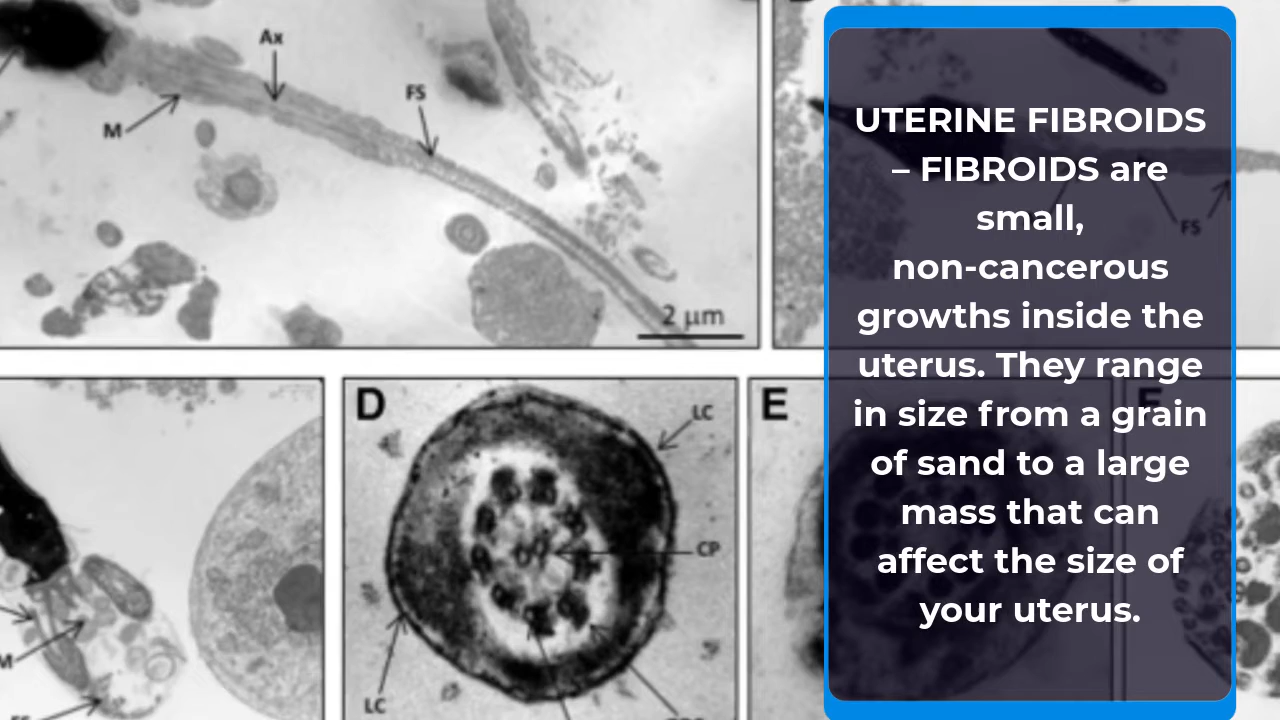 Ax
FS
M
2 μm
FS
D
LC
E
F
CP
M
LC
UTERINE FIBROIDS
– FIBROIDS are
small,
non-cancerous
growths inside the
uterus. They range
in size from a grain
of sand to a large
mass that can
affect the size of
your uterus.